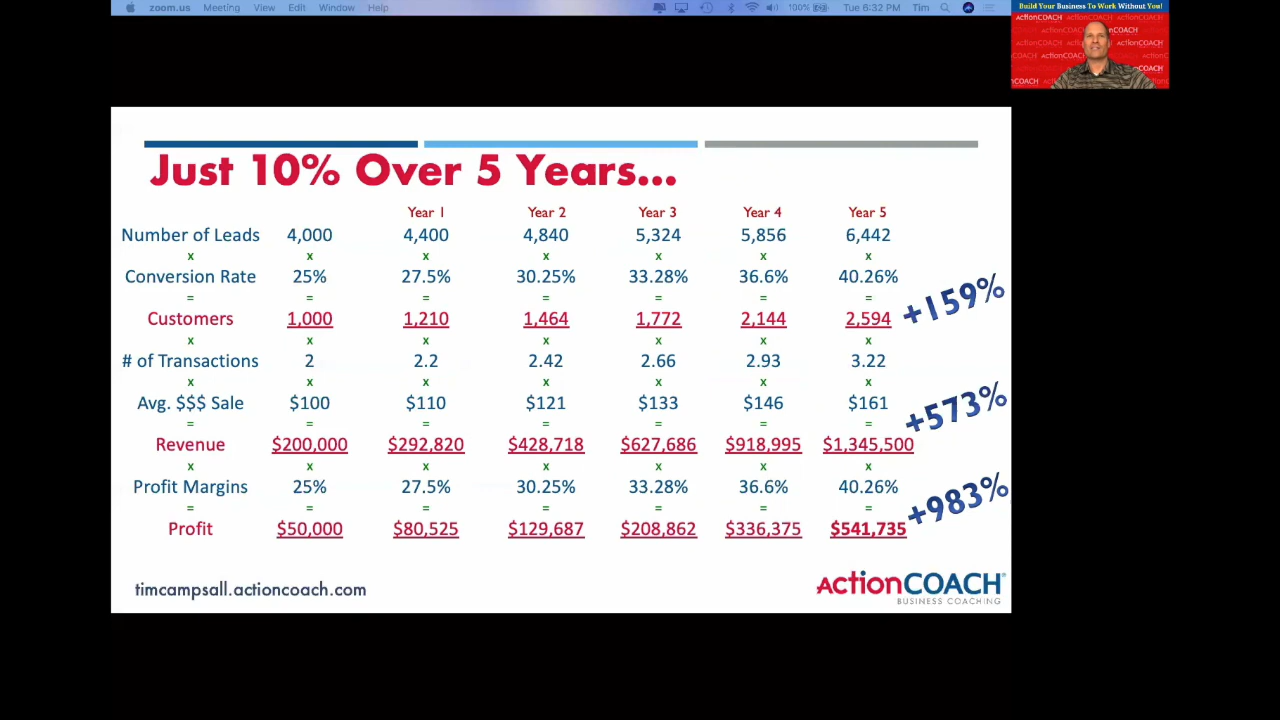 zoom.us Meeting View Edit Window Help 100% Tue 6:32 PM Tim
Build Your Business To Work Without You!
ActionCOACH
Just 10% Over 5 Years...
Year 1 Year 2 Year 3 Year 4 Year 5
Number of Leads 4,000 4,400 4,840 5,324 5,856 6,442
x x x x x x x
Conversion Rate 25% 27.5% 30.25% 33.28% 36.6% 40.26%
= = = = = = =
+159%
Customers 1,000 1,210 1,464 1,772 2,144 2,594
x x x x x x x
# of Transactions 2 2.2 2.42 2.66 2.93 3.22
x x x x x x x
Avg. $$$ Sale $100 $110 $121 $133 $146 $161
+573%
= = = = = = =
Revenue $200,000 $292,820 $428,718 $627,686 $918,995 $1,345,500
x x x x x x x
Profit Margins 25% 27.5% 30.25% 33.28% 36.6% 40.26%
+983%
= = = = = = =
Profit $50,000 $80,525 $129,687 $208,862 $336,375 $541,735
timcampsall.actioncoach.com
ActionCOACH
BUSINESS COACHING